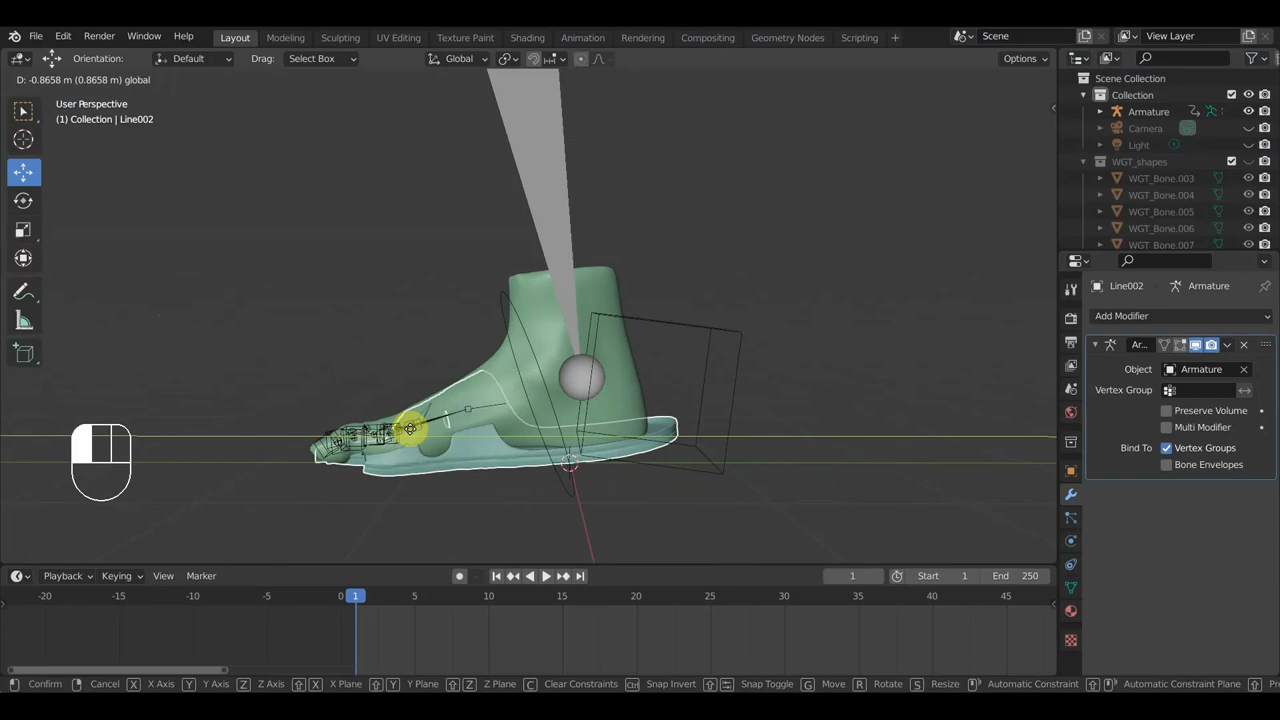 File Edit Render Window Help Layout Modeling Sculpting UV Editing Texture Paint Shading Animation Rendering Compositing Geometry Nodes Scripting + Scene View Layer
Orientation: Default Drag: Select Box Global Options
D: -0.8658 m (0.8658 m) global
User Perspective
(1) Collection | Line002
Scene Collection
Collection
Armature
Camera
Light
WGT_shapes
WGT_Bone.003
WGT_Bone.004
WGT_Bone.005
WGT_Bone.006
WGT_Bone.007
Line002 Armature
Add Modifier
Ar...
Object Armature
Vertex Group
Preserve Volume
Multi Modifier
Bind To Vertex Groups
Bone Envelopes
Playback Keying View Marker 1 Start 1 End 250
-20 -15 -10 -5 0 1 5 10 15 20 25 30 35 40 45
Confirm Cancel X X Axis Y Y Axis Z Z Axis X X Plane Y Y Plane Z Z Plane C Clear Constraints Ctrl Snap Invert Snap Toggle G Move R Rotate S Resize Automatic Constraint Automatic Constraint Plane